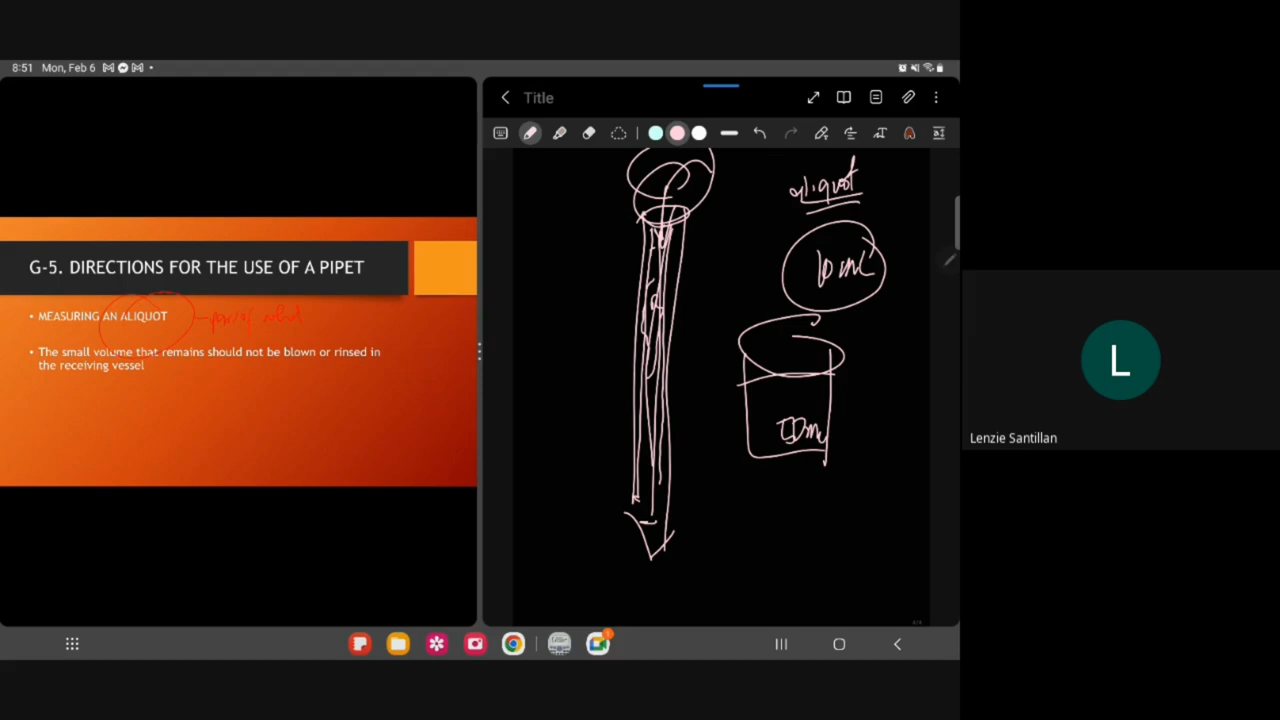 8:51 Mon, Feb 6
G-5. DIRECTIONS FOR THE USE OF A PIPET
• MEASURING AN ALIQUOT
• The small volume that remains should not be blown or rinsed in
the receiving vessel
Title
aliquot
10 mL
Lenzie Santillan
L